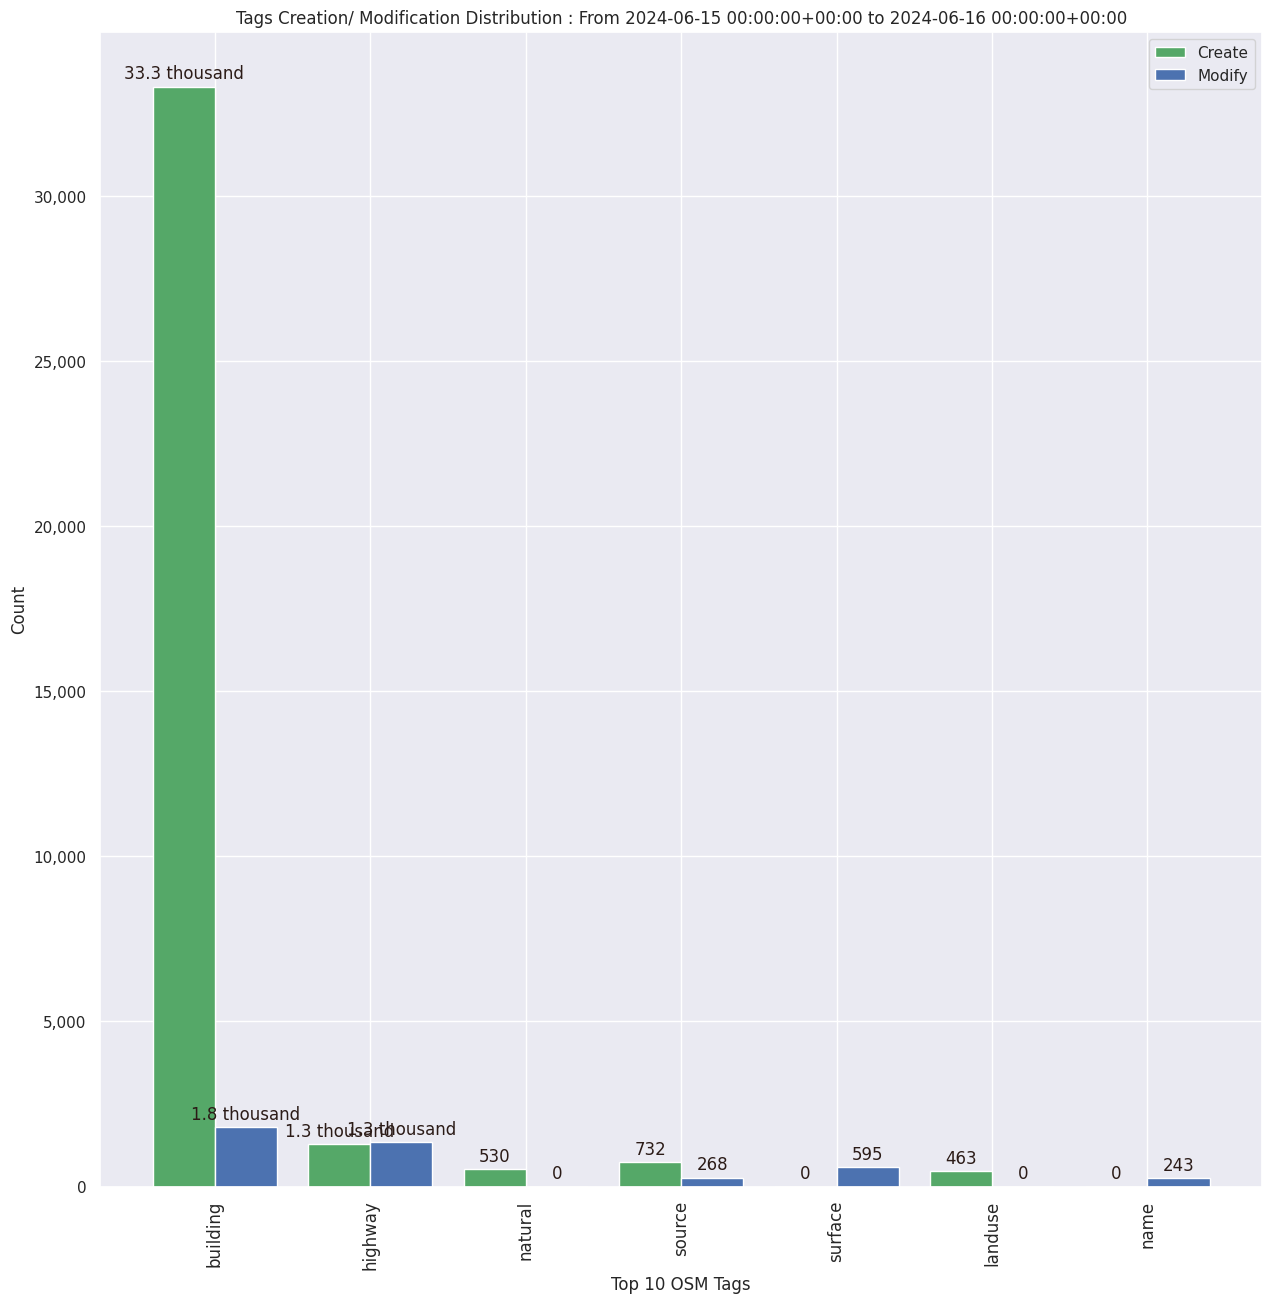 Tags Creation/ Modification Distribution : From 2024-06-15 00:00:00+00:00 to 2024-06-16 00:00:00+00:00
Create
Modify
33.3 thousand
1.8 thousand
1.3 thousand
1.3 thousand
530
0
732
268
0
595
463
0
0
243
30,000
25,000
20,000
15,000
10,000
5,000
0
Count
building
highway
natural
source
surface
landuse
name
Top 10 OSM Tags